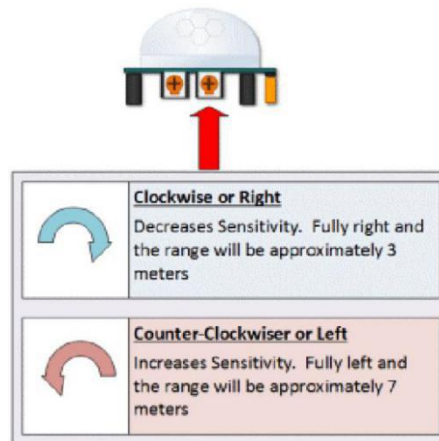 Clockwise or Right
Decreases Sensitivity. Fully right and
the range will be approximately 3
meters
Counter-Clockwiser or Left
Increases Sensitivity. Fully left and
the range will be approximately 7
meters